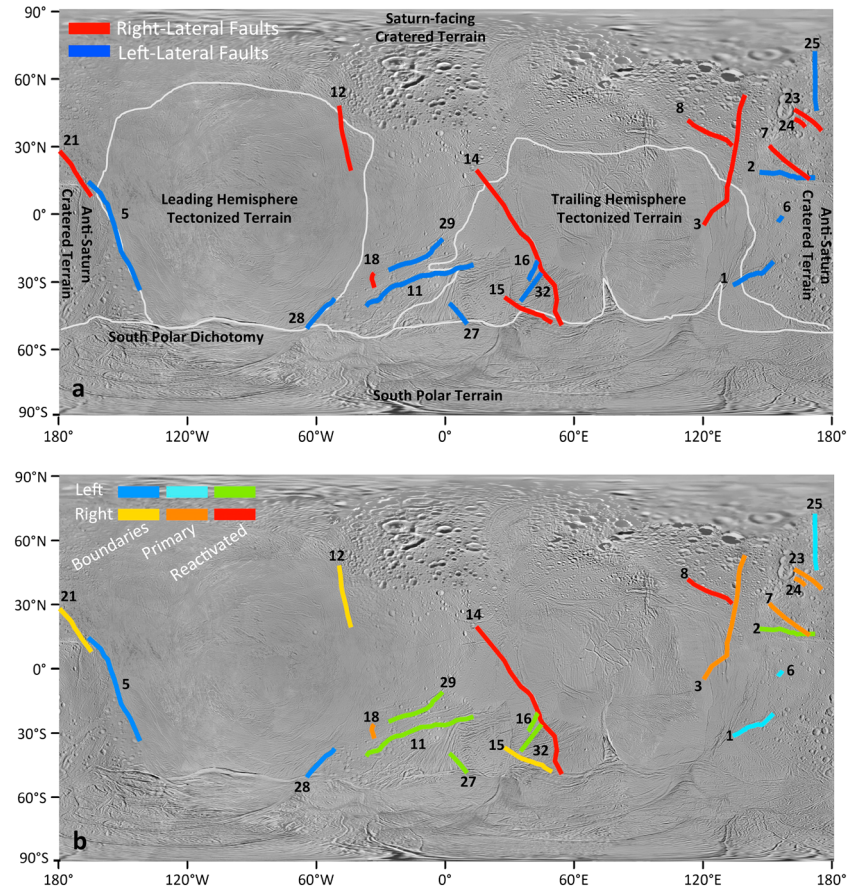 90°
60°N
30°N
0°
30°S
60°S
90°S
180°
120°W
60°W
0°
60°E
120°E
180°
Right-Lateral Faults
Left-Lateral Faults
Saturn-facing
Cratered Terrain
25
12
23
8
24
21
7
14
2
Leading Hemisphere
Tectonized Terrain
Trailing Hemisphere
Tectonized Terrain
Anti-Saturn
Cratered Terrain
Anti-Saturn
Cratered Terrain
5
6
29
3
18
16
1
11
15
32
28
27
South Polar Dichotomy
South Polar Terrain
a
90°N
60°N
30°N
0°
30°S
60°S
90°S
180°
120°W
60°W
0°
60°E
120°E
180°
Left
Right
Boundaries
Primary
Reactivated
25
12
23
8
24
21
7
14
2
5
6
29
3
18
16
1
11
15
32
28
27
b